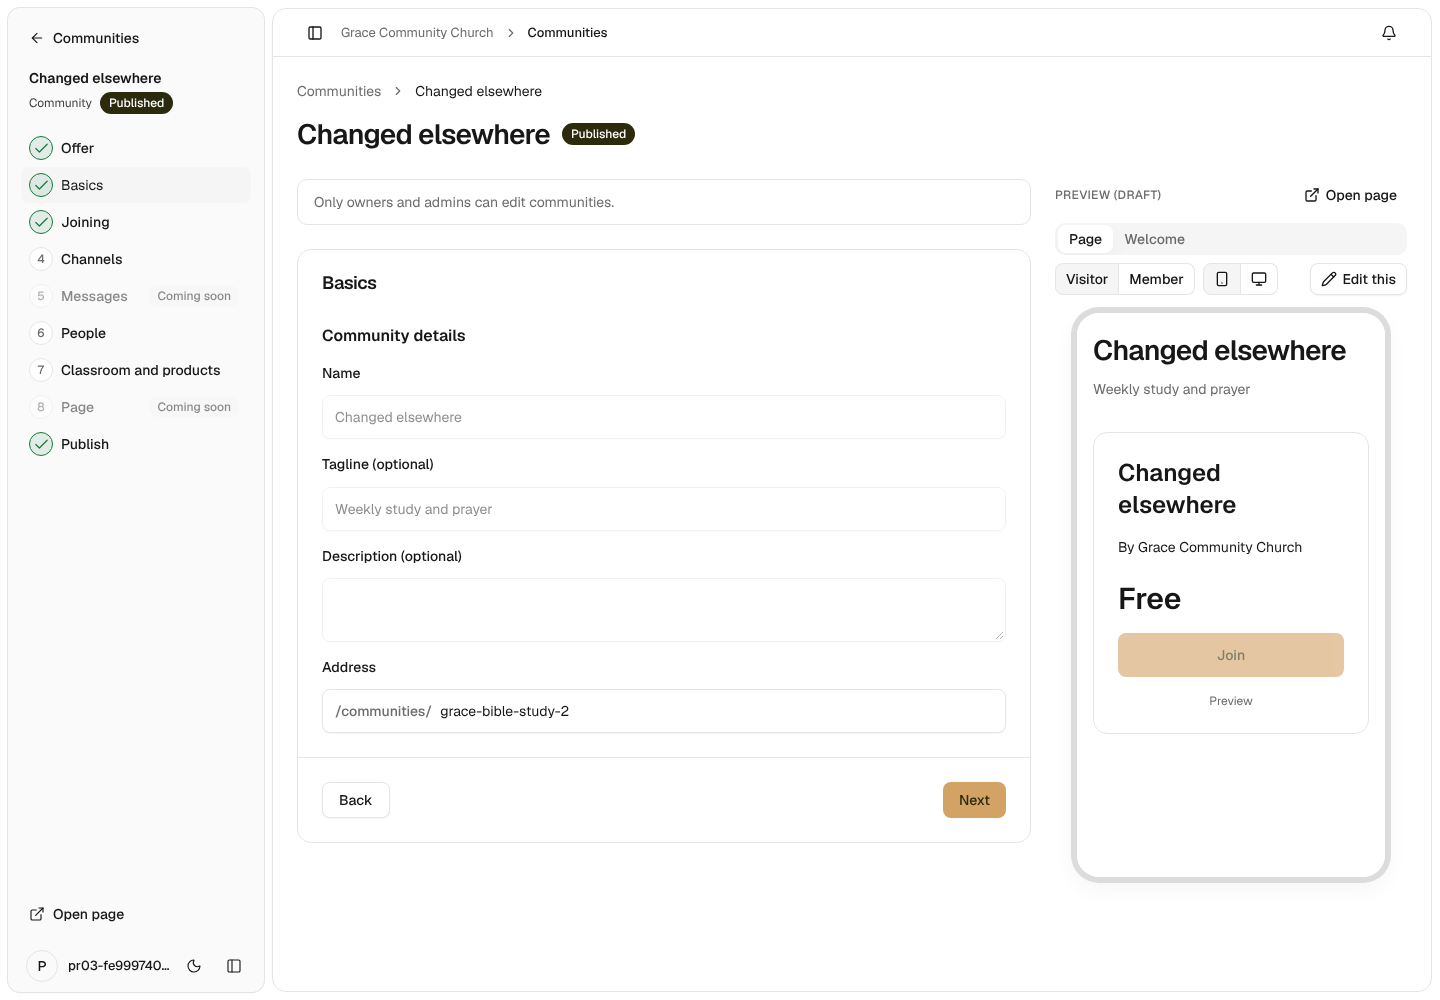 Communities
Changed elsewhere
Community Published
Offer
Basics
Joining
4 Channels
5 Messages Coming soon
6 People
7 Classroom and products
8 Page Coming soon
Publish
Open page
P pr03-fe999740...
Grace Community Church > Communities
Communities > Changed elsewhere
Changed elsewhere Published
Only owners and admins can edit communities.
Basics
Community details
Name
Changed elsewhere
Tagline (optional)
Weekly study and prayer
Description (optional)
Address
/communities/ grace-bible-study-2
Back Next
PREVIEW (DRAFT) Open page
Page Welcome
Visitor Member Edit this
Changed elsewhere
Weekly study and prayer
Changed
elsewhere
By Grace Community Church
Free
Join
Preview